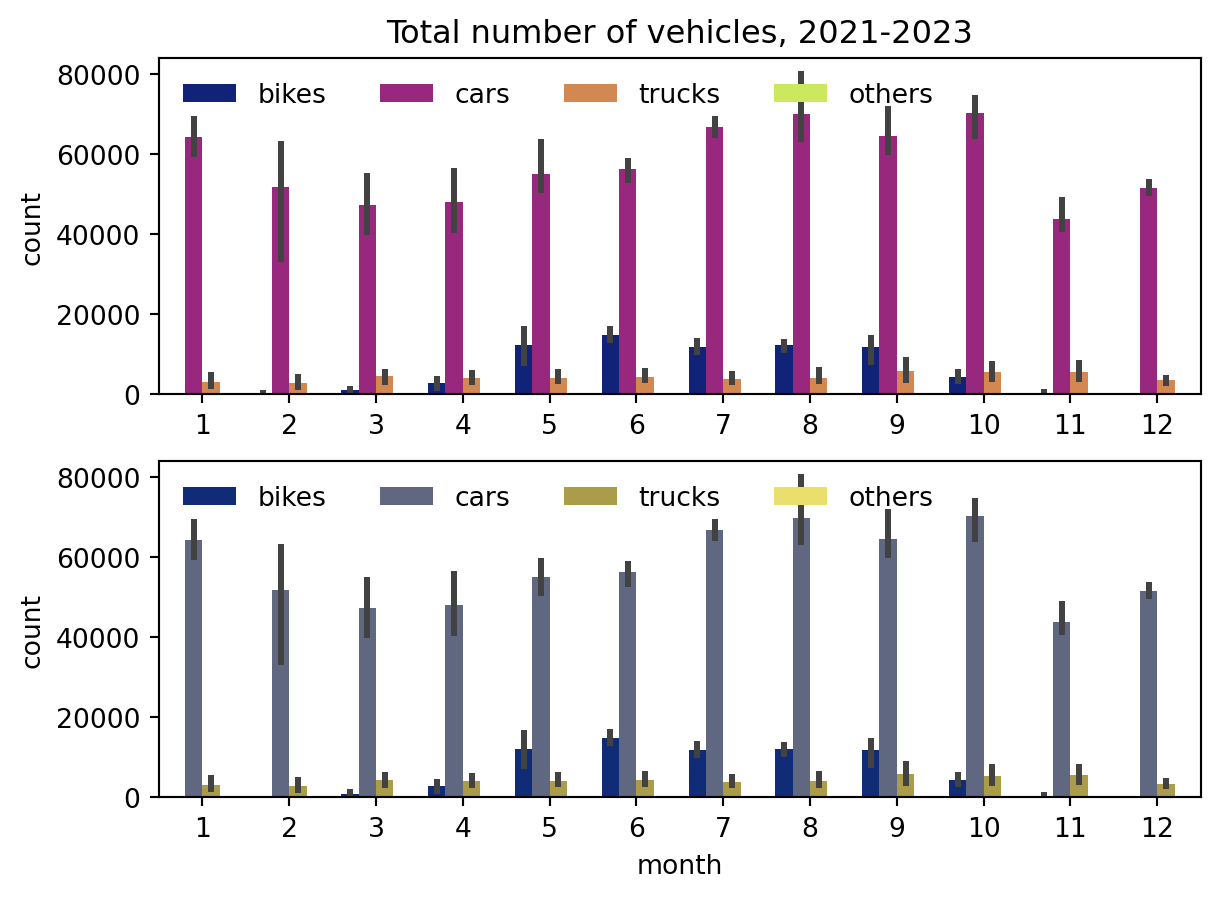 Total number of vehicles, 2021-2023
80000
60000
40000
20000
0
count
bikes cars trucks others
1 2 3 4 5 6 7 8 9 10 11 12
80000
60000
40000
20000
0
count
bikes cars trucks others
1 2 3 4 5 6 7 8 9 10 11 12
month